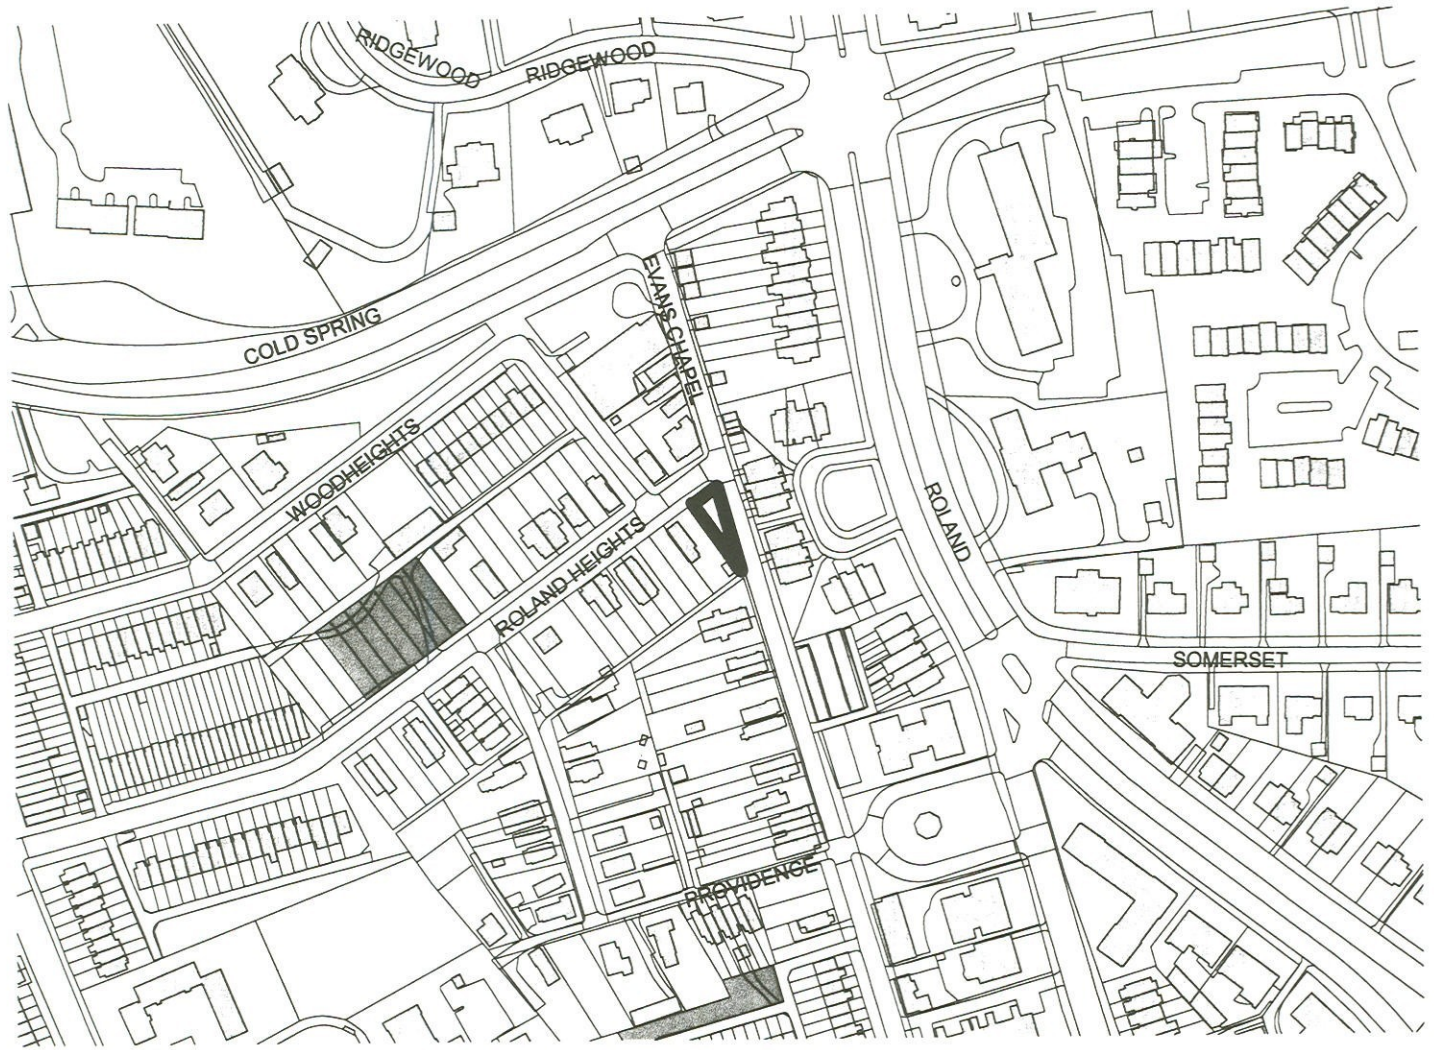 RIDGEWOOD
RIDGEWOOD
EVANS CHAPEL
COLD SPRING
WOODHEIGHTS
ROLAND HEIGHTS
ROLAND
SOMERSET
PROVIDENCE